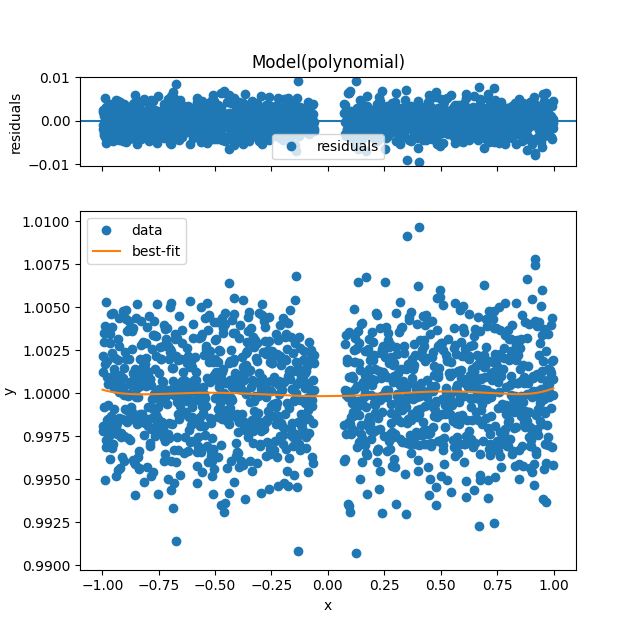 Model(polynomial)
0.01
0.00
−0.01
residuals
residuals
1.0100
1.0075
1.0050
1.0025
1.0000
0.9975
0.9950
0.9925
0.9900
y
data
best-fit
−1.00 −0.75 −0.50 −0.25 0.00 0.25 0.50 0.75 1.00
x